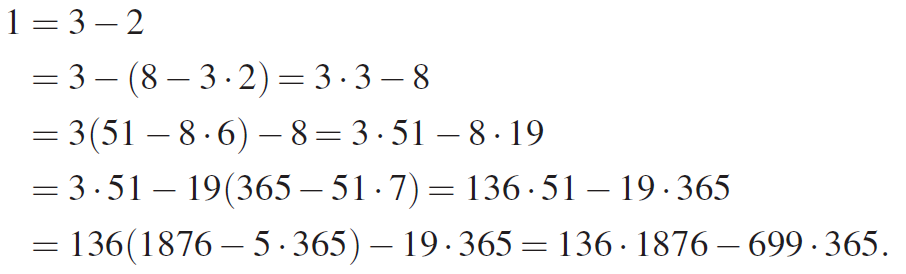 1 = 3 − 2
= 3 − (8 − 3 · 2) = 3 · 3 − 8
= 3(51 − 8 · 6) − 8 = 3 · 51 − 8 · 19
= 3 · 51 − 19(365 − 51 · 7) = 136 · 51 − 19 · 365
= 136(1876 − 5 · 365) − 19 · 365 = 136 · 1876 − 699 · 365.